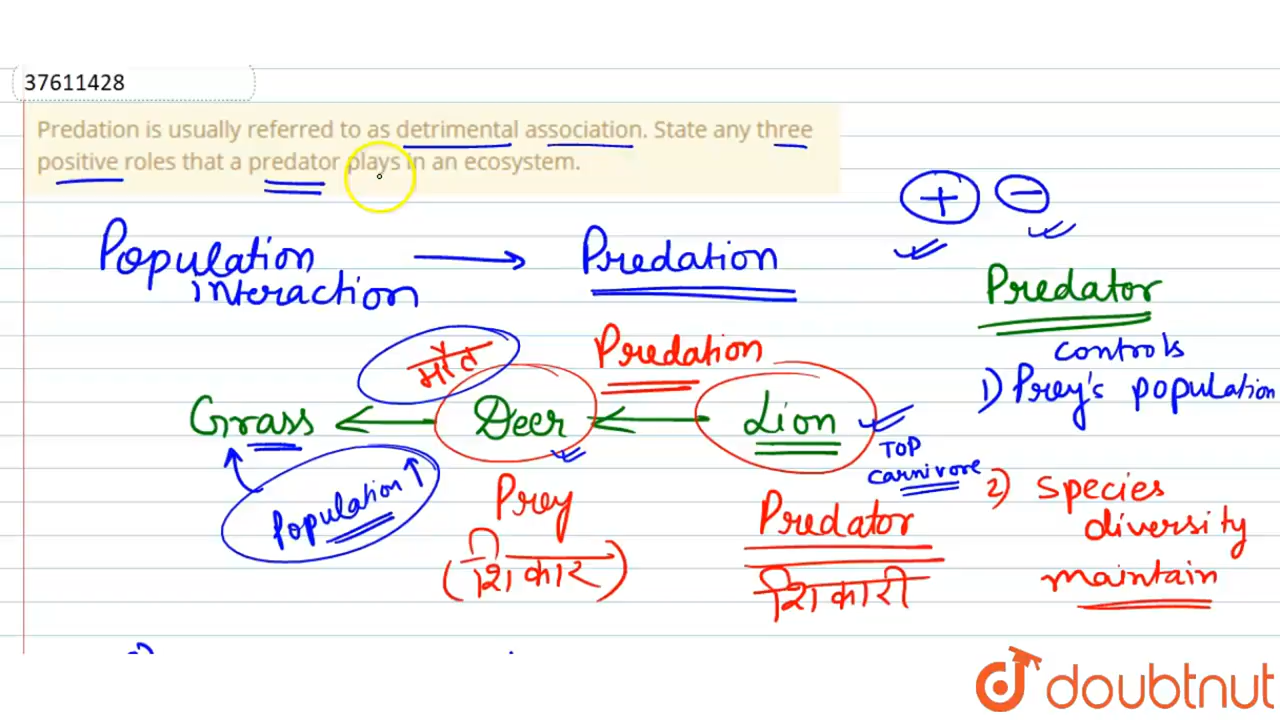 37611428
Predation is usually referred to as detrimental association. State any three
positive roles that a predator plays in an ecosystem.
+ −
Population → Predation
interaction
Predator
controls
1) Prey's population
मौत
Predation
Grass ← Deer ← Lion
TOP
carnivore
Population ↑
Prey
(शिकार)
Predator
शिकारी
2) Species
diversity
maintain
doubtnut